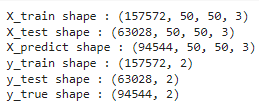 X_train shape : (157572, 50, 50, 3)
X_test shape : (63028, 50, 50, 3)
X_predict shape : (94544, 50, 50, 3)
y_train shape : (157572, 2)
y_test shape : (63028, 2)
y_true shape : (94544, 2)